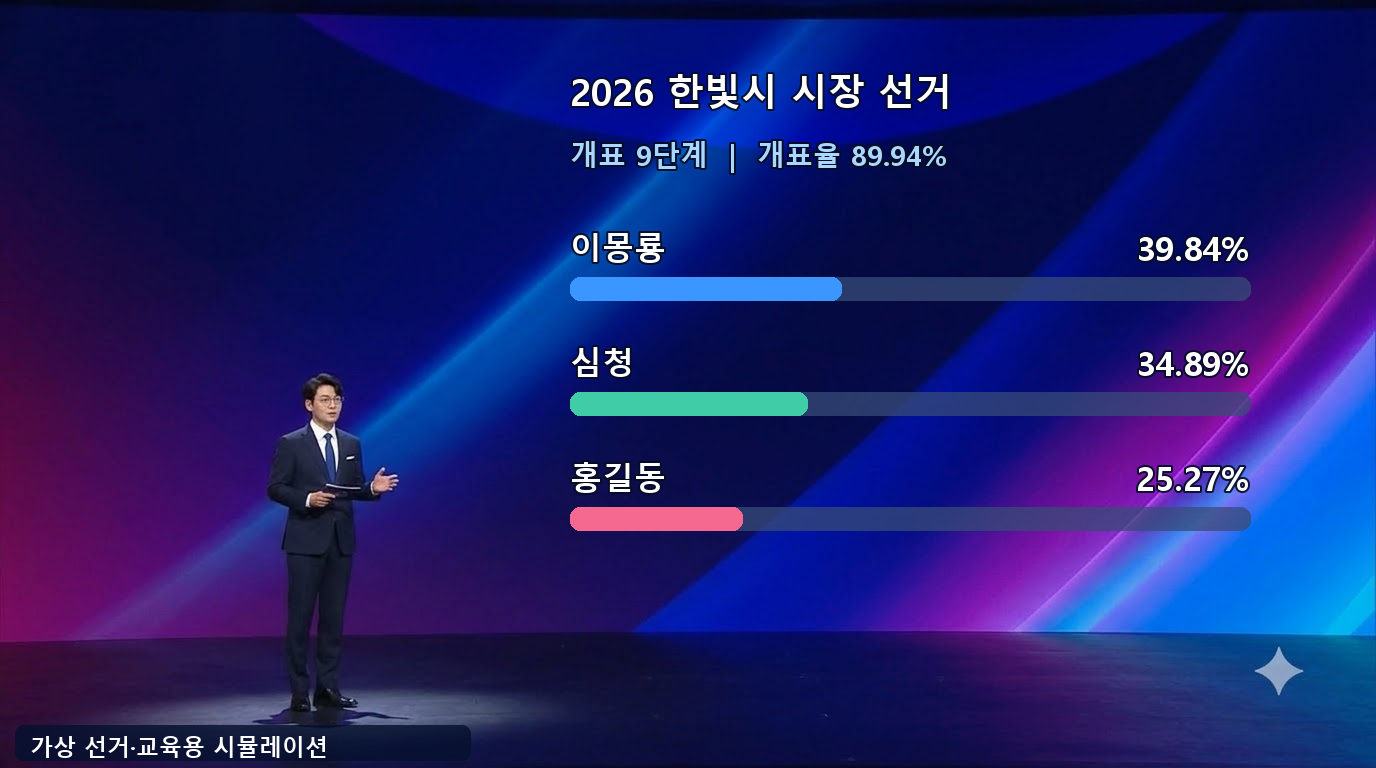 2026 한빛시 시장 선거
개표 9단계 | 개표율 89.94%
이몽룡 39.84%
심청 34.89%
홍길동 25.27%
가상 선거·교육용 시뮬레이션